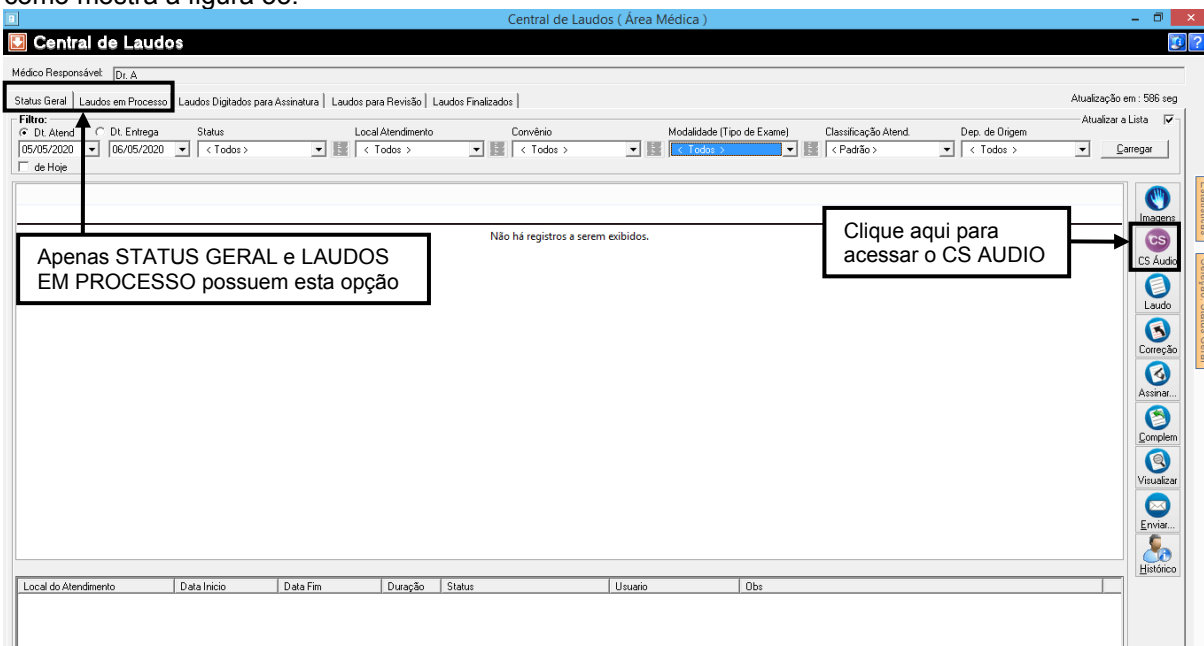 Central de Laudos ( Área Médica )
Central de Laudos
Médico Responsável: Dr. A
Status Geral Laudos em Processo Laudos Digitados para Assinatura Laudos para Revisão Laudos Finalizados Atualização em : 586 seg
Filtro: Atualizar a Lista
Dt. Atend Dt. Entrega Status Local Atendimento Convênio Modalidade (Tipo de Exame) Classificação Atend. Dep. de Origem
05/05/2020 06/05/2020 < Todos > < Todos > < Todos > < Todos > < Padrão > < Todos > Carregar
de Hoje
Imagens
Não há registros a serem exibidos.
Clique aqui para
acessar o CS AUDIO
CS Áudio
Apenas STATUS GERAL e LAUDOS
EM PROCESSO possuem esta opção
Laudo
Correção
Assinar...
Complem
Visualizar
Enviar...
Histórico
Local do Atendimento Data Inicio Data Fim Duração Status Usuario Obs